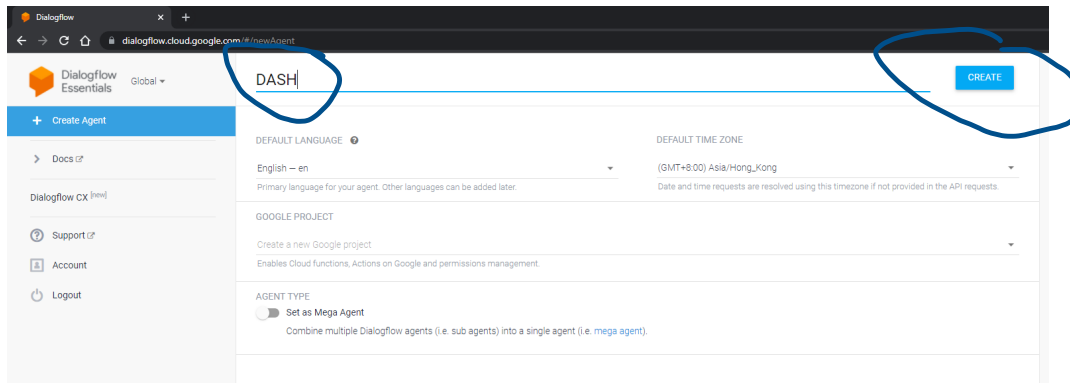 Dialogflow
dialogflow.cloud.google.com/#/newAgent
Dialogflow
Essentials
Global
DASH
CREATE
Create Agent
Docs
Dialogflow CX [new]
Support
Account
Logout
DEFAULT LANGUAGE
DEFAULT TIME ZONE
English — en
(GMT+8:00) Asia/Hong_Kong
Primary language for your agent. Other languages can be added later.
Date and time requests are resolved using this timezone if not provided in the API requests.
GOOGLE PROJECT
Create a new Google project
Enables Cloud functions, Actions on Google and permissions management.
AGENT TYPE
Set as Mega Agent
Combine multiple Dialogflow agents (i.e. sub agents) into a single agent (i.e. mega agent).